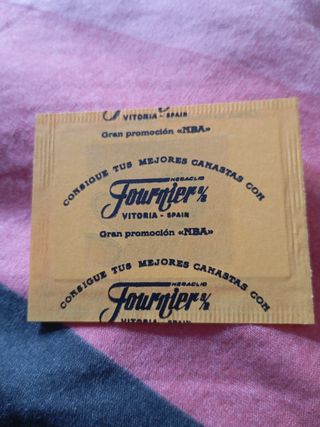 Fournier
VITORIA - SPAIN
Gran promoción «NBA»
CONSIGUE TUS MEJORES CANASTAS CON
HERACLIO
Fournier S/A
VITORIA - SPAIN
Gran promoción «NBA»
CONSIGUE TUS MEJORES CANASTAS CON
HERACLIO
Fournier S/A
VITORIA - SPAIN